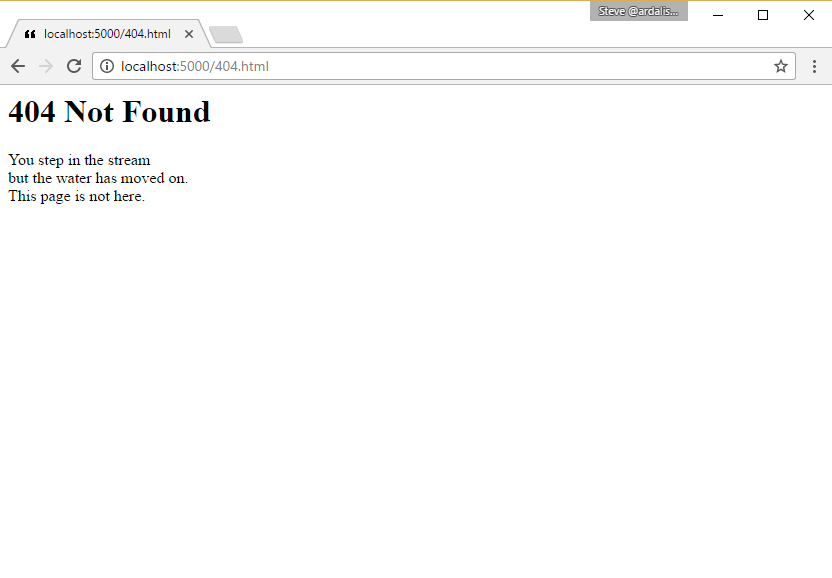 Steve @ardalis...
localhost:5000/404.html
localhost:5000/404.html
404 Not Found
You step in the stream
but the water has moved on.
This page is not here.